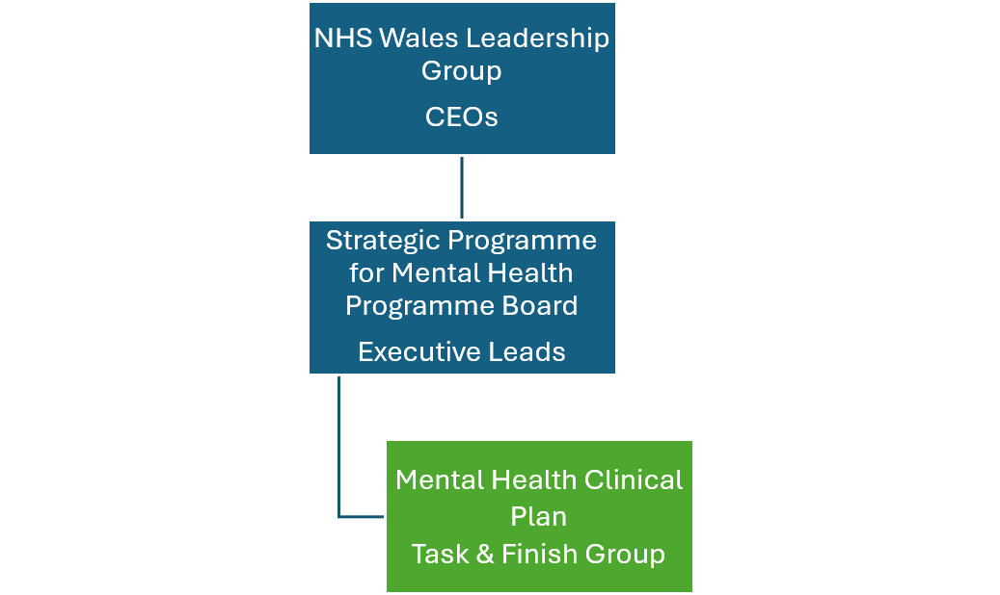 NHS Wales Leadership
Group
CEOs
Strategic Programme
for Mental Health
Programme Board
Executive Leads
Mental Health Clinical
Plan
Task & Finish Group